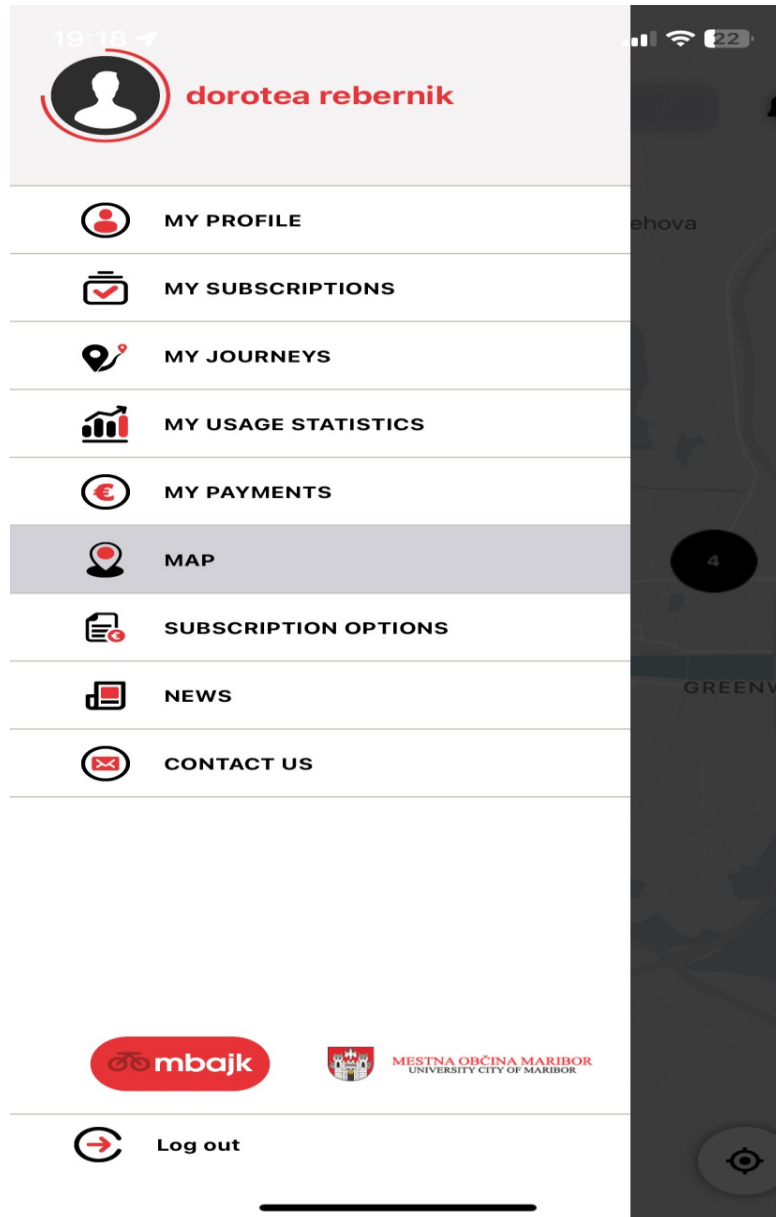 19:18
22
dorotea rebernik
MY PROFILE
ehova
MY SUBSCRIPTIONS
MY JOURNEYS
MY USAGE STATISTICS
€ MY PAYMENTS
MAP
4
SUBSCRIPTION OPTIONS
GREENW
NEWS
CONTACT US
mbajk
MESTNA OBČINA MARIBOR
UNIVERSITY CITY OF MARIBOR
Log out